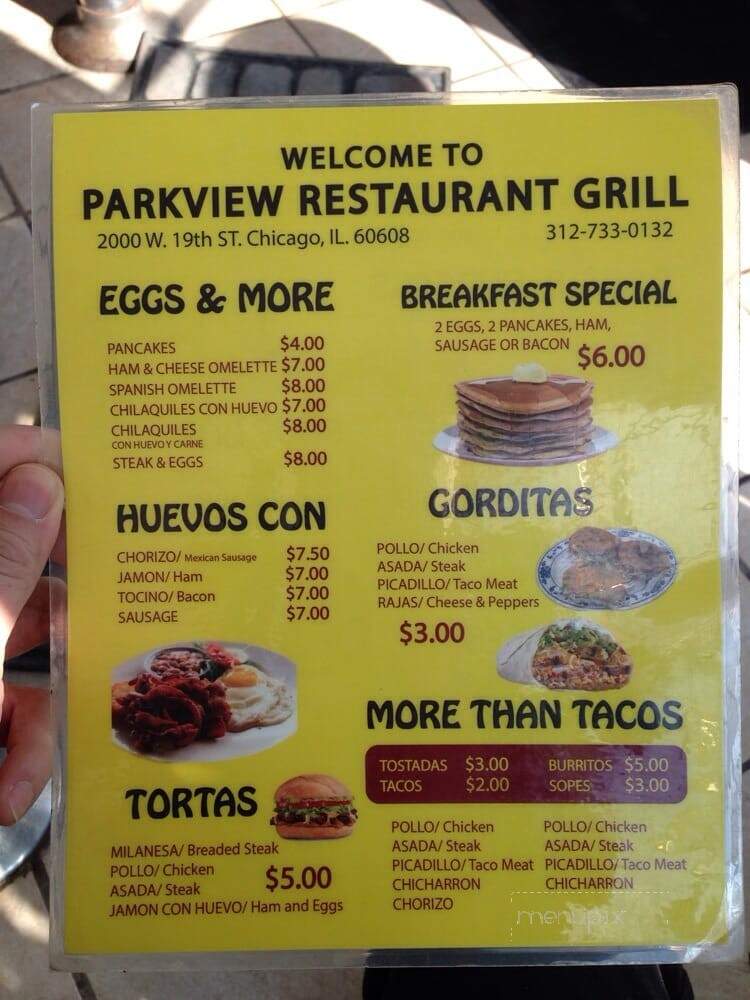 WELCOME TO
PARKVIEW RESTAURANT GRILL
2000 W. 19th ST. Chicago, IL. 60608
312-733-0132
EGGS & MORE
PANCAKES $4.00
HAM & CHEESE OMELETTE $7.00
SPANISH OMELETTE $8.00
CHILAQUILES CON HUEVO $7.00
CHILAQUILES $8.00
CON HUEVO Y CARNE
STEAK & EGGS $8.00
BREAKFAST SPECIAL
2 EGGS, 2 PANCAKES, HAM,
SAUSAGE OR BACON $6.00
HUEVOS CON
CHORIZO/ Mexican Sausage $7.50
JAMON/ Ham $7.00
TOCINO/ Bacon $7.00
SAUSAGE $7.00
GORDITAS
POLLO/ Chicken
ASADA/ Steak
PICADILLO/ Taco Meat
RAJAS/ Cheese & Peppers
$3.00
TORTAS
MILANESA/ Breaded Steak
POLLO/ Chicken
ASADA/ Steak $5.00
JAMON CON HUEVO/ Ham and Eggs
MORE THAN TACOS
TOSTADAS $3.00 BURRITOS $5.00
TACOS $2.00 SOPES $3.00
POLLO/ Chicken POLLO/ Chicken
ASADA/ Steak ASADA/ Steak
PICADILLO/ Taco Meat PICADILLO/ Taco Meat
CHICHARRON CHICHARRON
CHORIZO
menupix